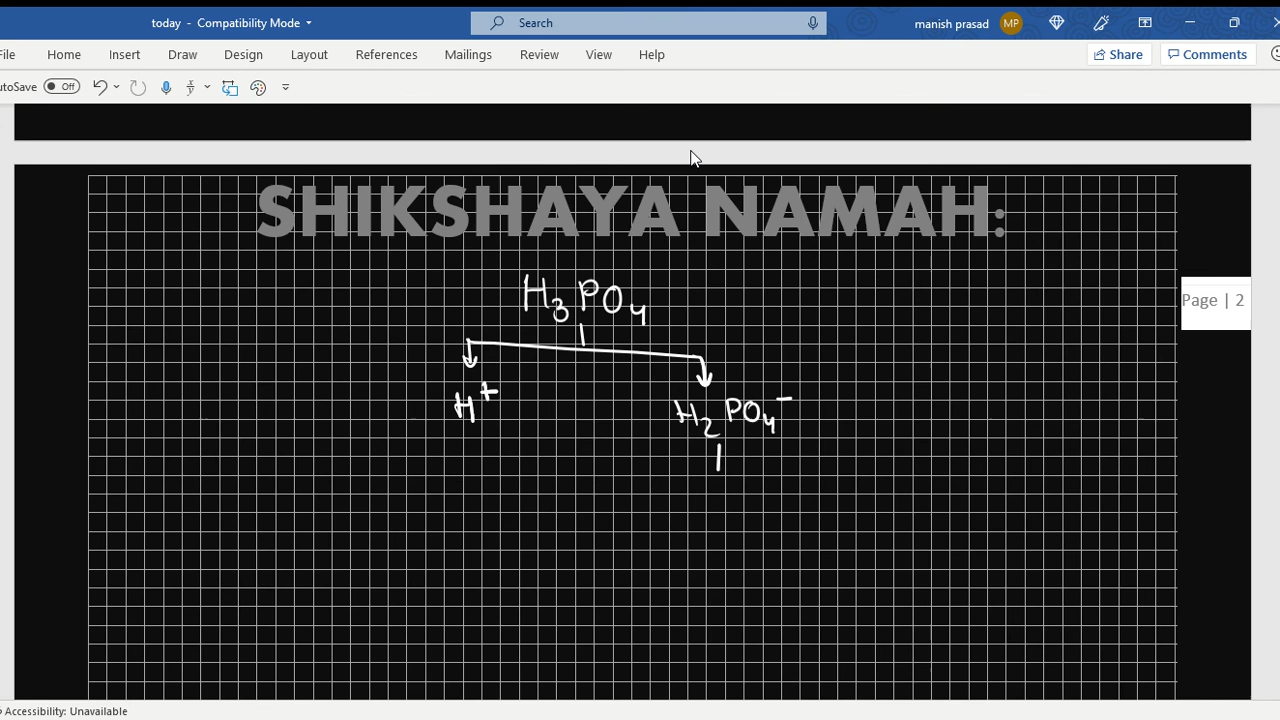 today - Compatibility Mode
Search
manish prasad MP
File Home Insert Draw Design Layout References Mailings Review View Help Share Comments
AutoSave Off
SHIKSHAYA NAMAH:
H3PO4
Page | 2
H+ H2PO4-
Accessibility: Unavailable